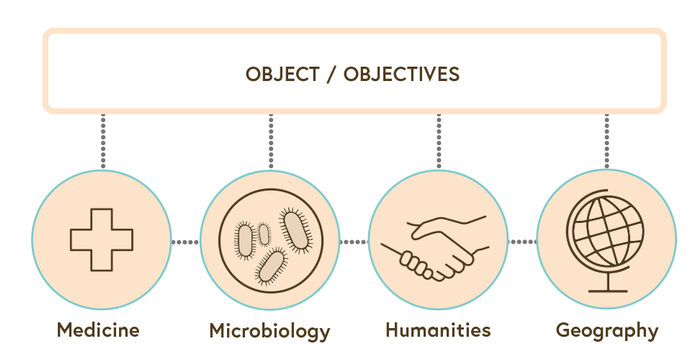 OBJECT / OBJECTIVES
Medicine
Microbiology
Humanities
Geography